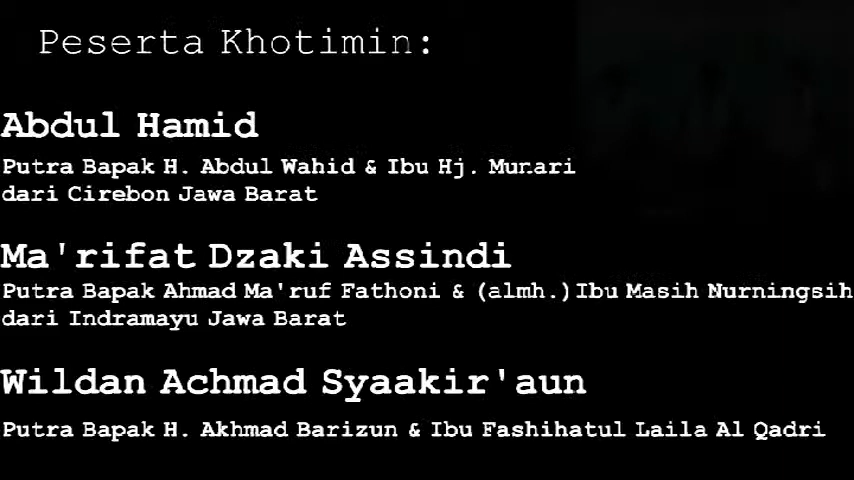 Peserta Khotimin:
Abdul Hamid
Putra Bapak H. Abdul Wahid & Ibu Hj. Munari
dari Cirebon Jawa Barat
Ma'rifat Dzaki Assindi
Putra Bapak Ahmad Ma'ruf Fathoni & (almh.)Ibu Masih Nurningsih
dari Indramayu Jawa Barat
Wildan Achmad Syaakir'aun
Putra Bapak H. Akhmad Barizun & Ibu Fashihatul Laila Al Qadri